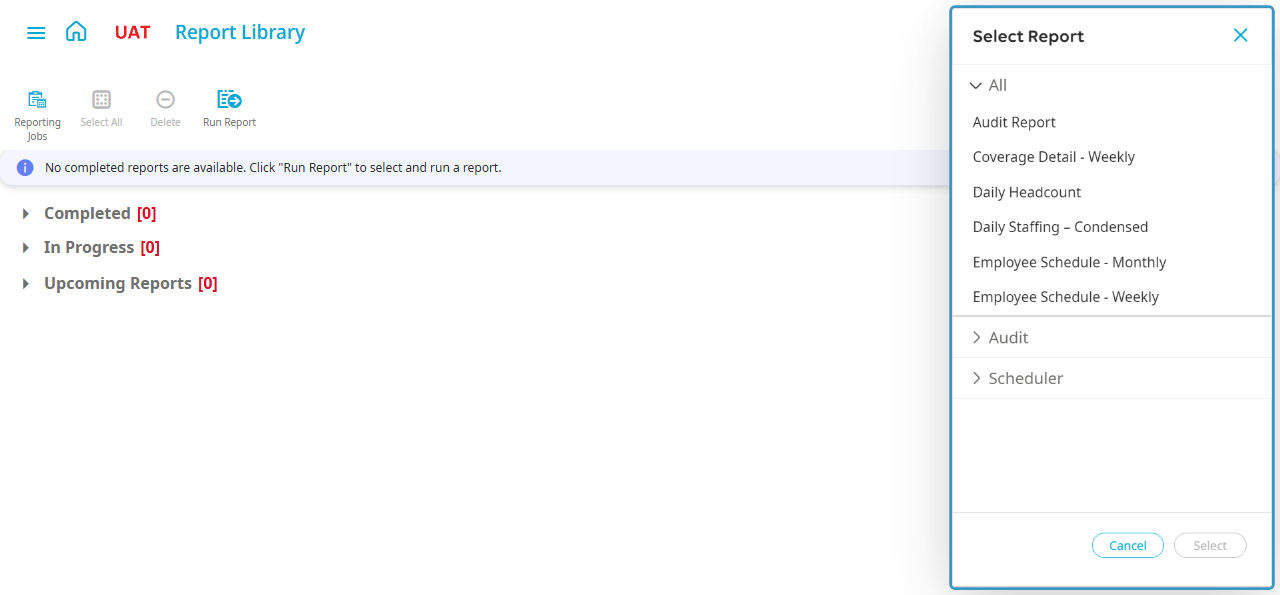 UAT Report Library
Reporting Jobs
Select All
Delete
Run Report
No completed reports are available. Click "Run Report" to select and run a report.
Completed [0]
In Progress [0]
Upcoming Reports [0]
Select Report
All
Audit Report
Coverage Detail - Weekly
Daily Headcount
Daily Staffing – Condensed
Employee Schedule - Monthly
Employee Schedule - Weekly
Audit
Scheduler
Cancel
Select